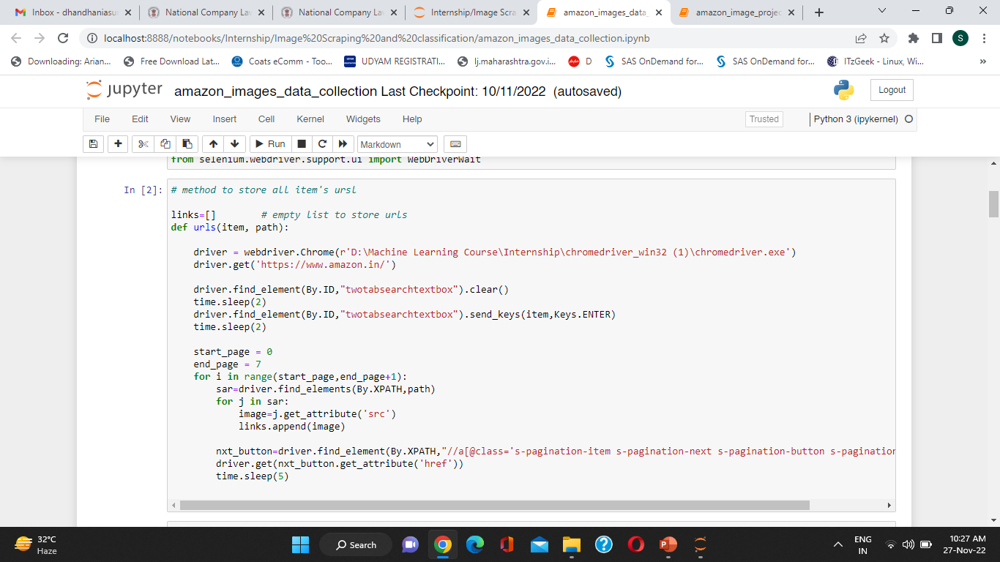 Inbox - dhandhaniasu
National Company La
National Company La
Internship/Image Scra
amazon_images_data_
amazon_image_projec
localhost:8888/notebooks/Internship/Image%20Scraping%20and%20classification/amazon_images_data_collection.ipynb
S
Downloading: Arian...
Free Download Lat...
Coats eComm - Too...
UDYAM REGISTRATI...
lj.maharashtra.gov.i...
D
SAS OnDemand for...
SAS OnDemand for...
ITzGeek - Linux, Wi...
»
jupyter amazon_images_data_collection Last Checkpoint: 10/11/2022 (autosaved)
Logout
File Edit View Insert Cell Kernel Widgets Help
Trusted
Python 3 (ipykernel)
Run
Markdown
from selenium.webdriver.support.ui import WebDriverWait
In [2]:
# method to store all item's ursl
links=[] # empty list to store urls
def urls(item, path):
driver = webdriver.Chrome(r'D:\Machine Learning Course\Internship\chromedriver_win32 (1)\chromedriver.exe')
driver.get('https://www.amazon.in/')
driver.find_element(By.ID,"twotabsearchtextbox").clear()
time.sleep(2)
driver.find_element(By.ID,"twotabsearchtextbox").send_keys(item,Keys.ENTER)
time.sleep(2)
start_page = 0
end_page = 7
for i in range(start_page,end_page+1):
sar=driver.find_elements(By.XPATH,path)
for j in sar:
image=j.get_attribute('src')
links.append(image)
nxt_button=driver.find_element(By.XPATH,"//a[@class='s-pagination-item s-pagination-next s-pagination-button s-pagination
driver.get(nxt_button.get_attribute('href'))
time.sleep(5)
32°C
Haze
Search
ENG
IN
10:27 AM
27-Nov-22